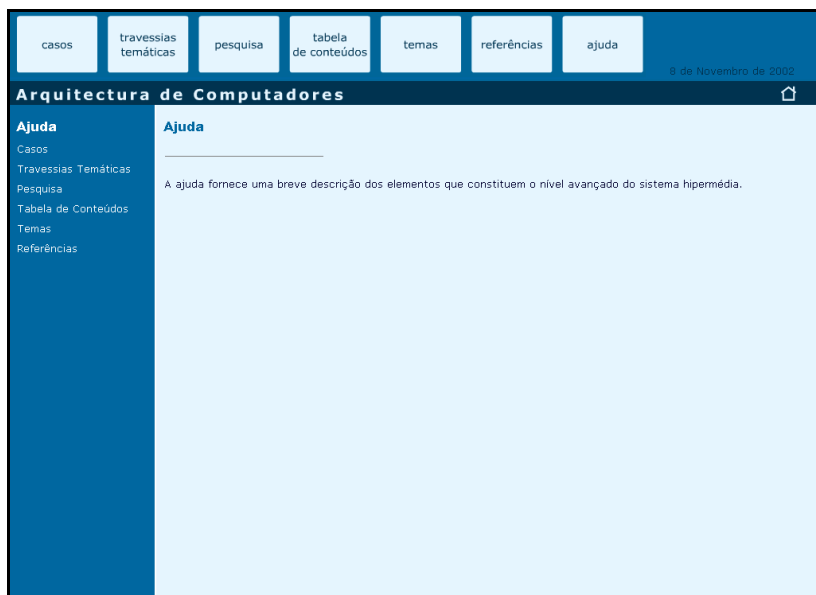 casos
travessias
temáticas
pesquisa
tabela
de conteúdos
temas
referências
ajuda
8 de Novembro de 2002
Arquitectura de Computadores
Ajuda
Casos
Travessias Temáticas
Pesquisa
Tabela de Conteúdos
Temas
Referências
Ajuda
A ajuda fornece uma breve descrição dos elementos que constituem o nível avançado do sistema hipermédia.